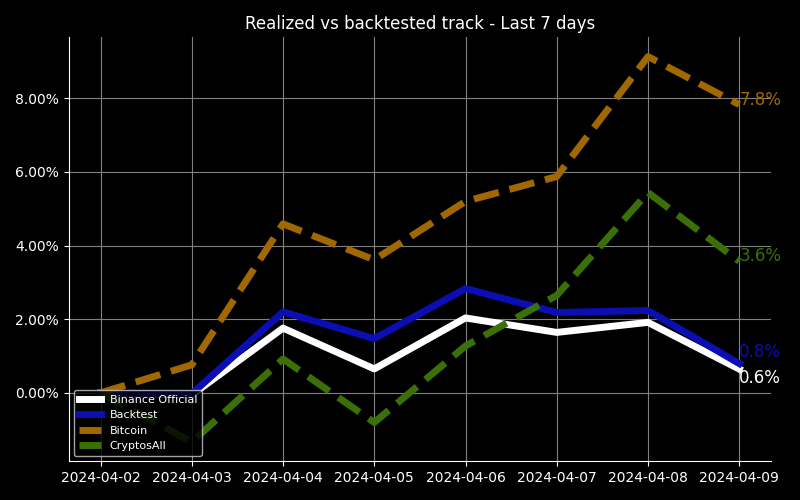 Realized vs backtested track - Last 7 days
8.00%
6.00%
4.00%
2.00%
0.00%
7.8%
3.6%
0.8%
0.6%
Binance Official
Backtest
Bitcoin
CryptosAll
2024-04-02 2024-04-03 2024-04-04 2024-04-05 2024-04-06 2024-04-07 2024-04-08 2024-04-09